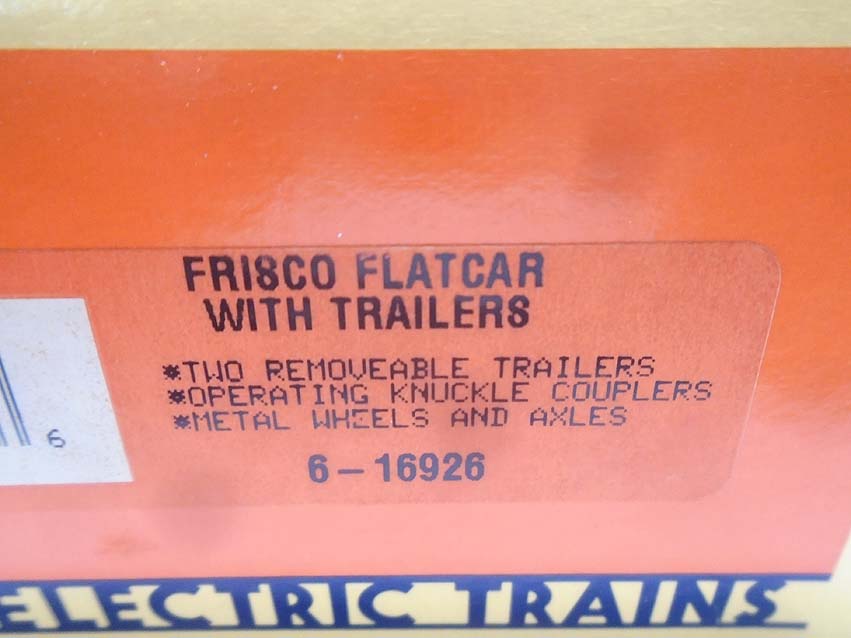 FRISCO FLATCAR
WITH TRAILERS
*TWO REMOVEABLE TRAILERS
*OPERATING KNUCKLE COUPLERS
*METAL WHEELS AND AXLES
6-16926
6
ELECTRIC TRAINS